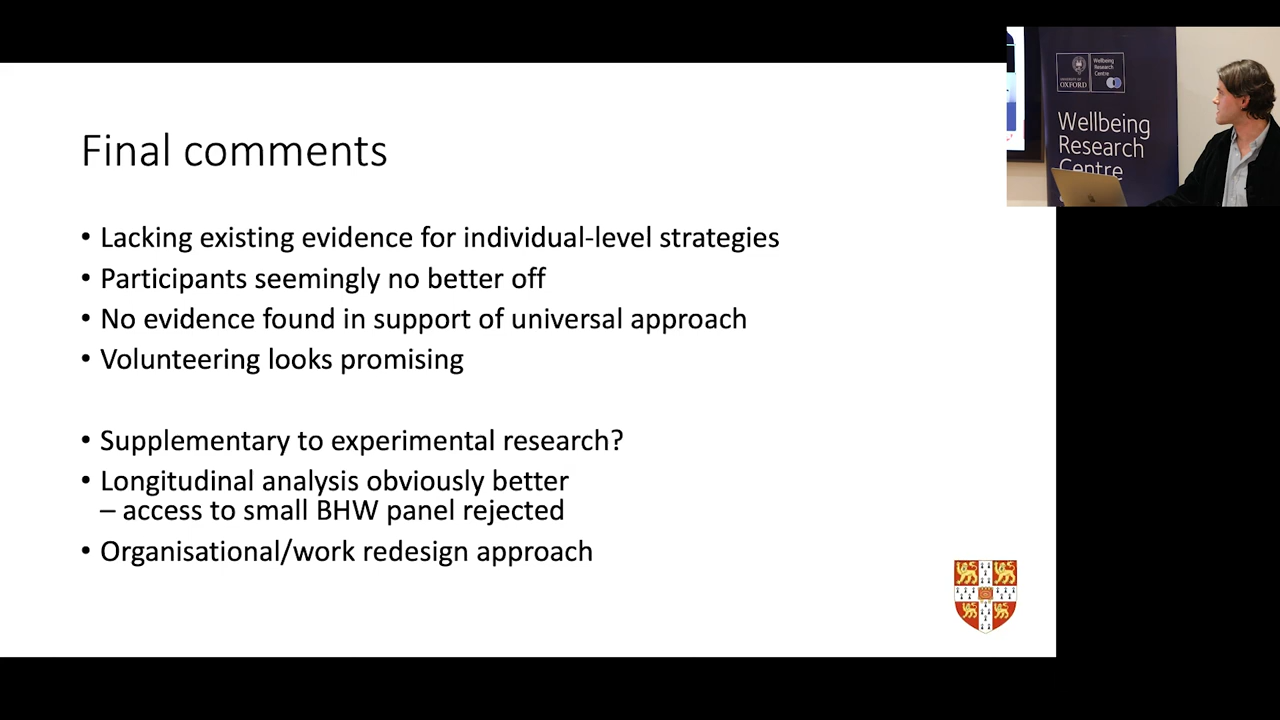 Final comments
• Lacking existing evidence for individual-level strategies
• Participants seemingly no better off
• No evidence found in support of universal approach
• Volunteering looks promising
• Supplementary to experimental research?
• Longitudinal analysis obviously better
– access to small BHW panel rejected
• Organisational/work redesign approach
OXFORD
Wellbeing
Research
Centre
Wellbeing
Research
Centre